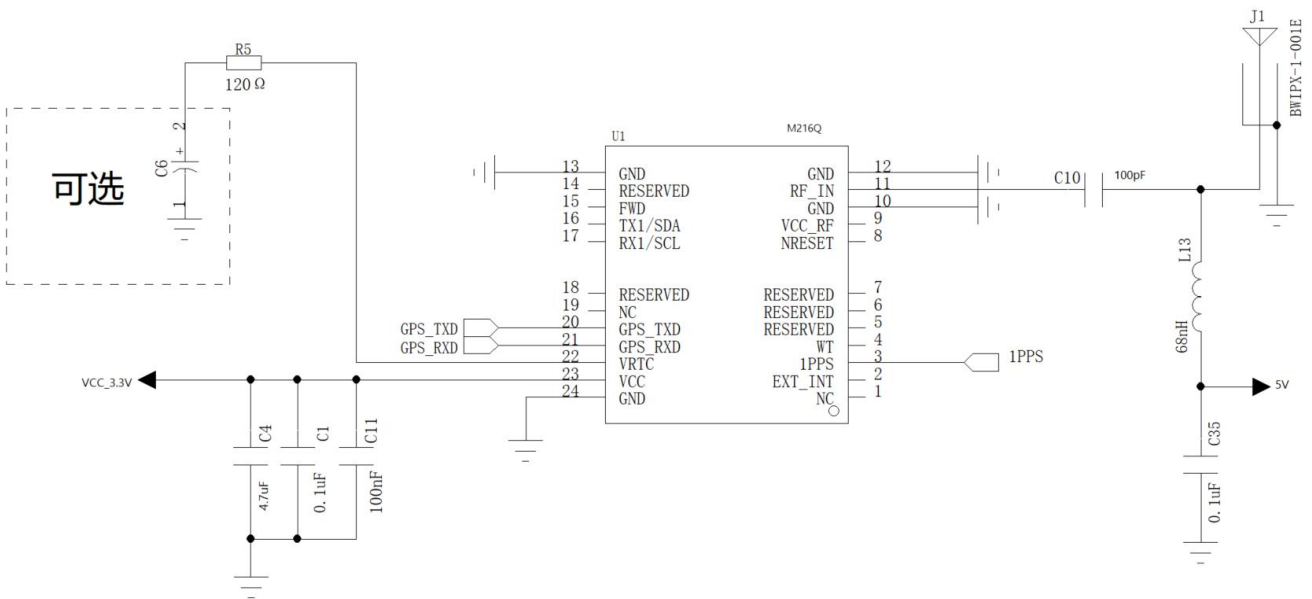 J1
BWIPX-1-001E
R5
120Ω
2
+
C6
1
可选
U1
M216Q
13 GND
14 RESERVED
15 FWD
16 TX1/SDA
17 RX1/SCL
18 RESERVED
19 NC
GPS_TXD 20 GPS_TXD
GPS_RXD 21 GPS_RXD
22 VRTC
VCC_3.3V 23 VCC
24 GND
GND 12
RF_IN 11
GND 10
VCC_RF 9
NRESET 8
RESERVED 7
RESERVED 6
RESERVED 5
WT 4
1PPS 3 1PPS
EXT_INT 2
NC 1
C10 100pF
L13
68nH
5V
C35
0.1uF
C4
4.7uF
C1
0.1uF
C11
100nF